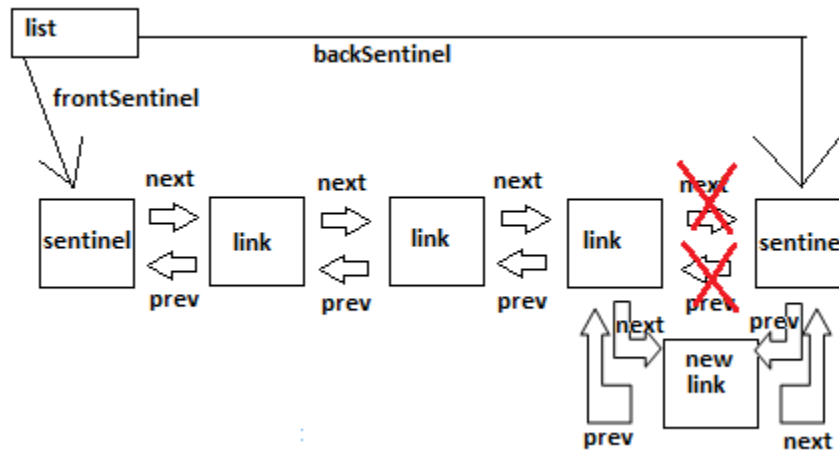 list
backSentinel
frontSentinel
next
next
next
next
sentinel
link
link
link
sentine
prev
prev
prev
prev
next
prev
new
link
prev
next